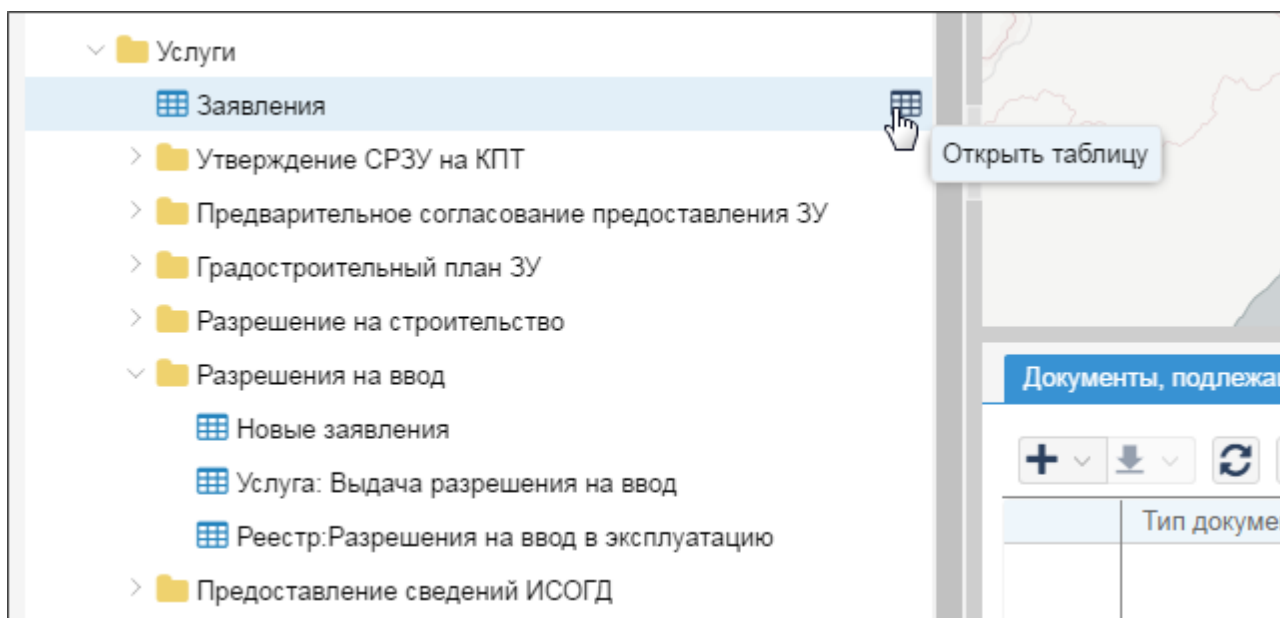 Услуги
Заявления
Открыть таблицу
Утверждение СРЗУ на КПТ
Предварительное согласование предоставления ЗУ
Градостроительный план ЗУ
Разрешение на строительство
Разрешения на ввод
Документы, подлежа
Новые заявления
Услуга: Выдача разрешения на ввод
Тип докуме
Реестр:Разрешения на ввод в эксплуатацию
Предоставление сведений ИСОГД